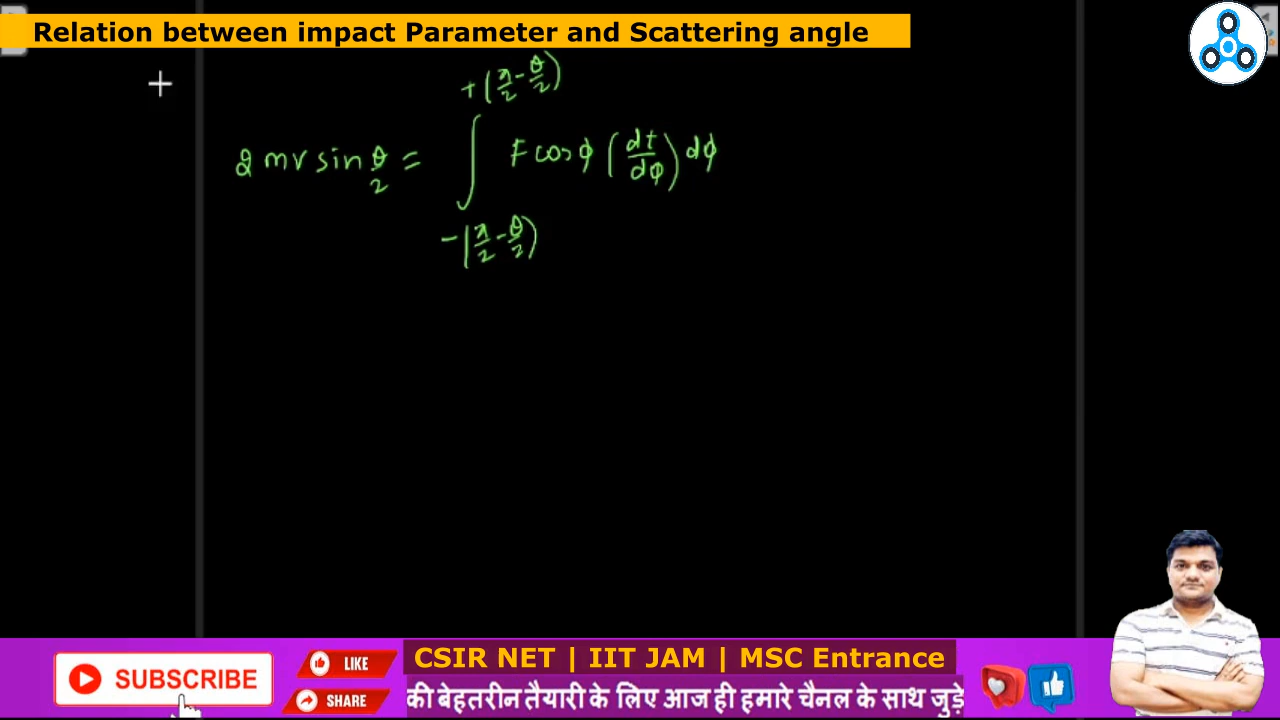 Relation between impact Parameter and Scattering angle
+(π/2 - θ/2)
2 mv sin θ/2 = ∫ F cos φ (dt/dφ) dφ
-(π/2 - θ/2)
SUBSCRIBE
LIKE
SHARE
CSIR NET | IIT JAM | MSC Entrance
की बेहतरीन तैयारी के लिए आज ही हमारे चैनल के साथ जुड़े